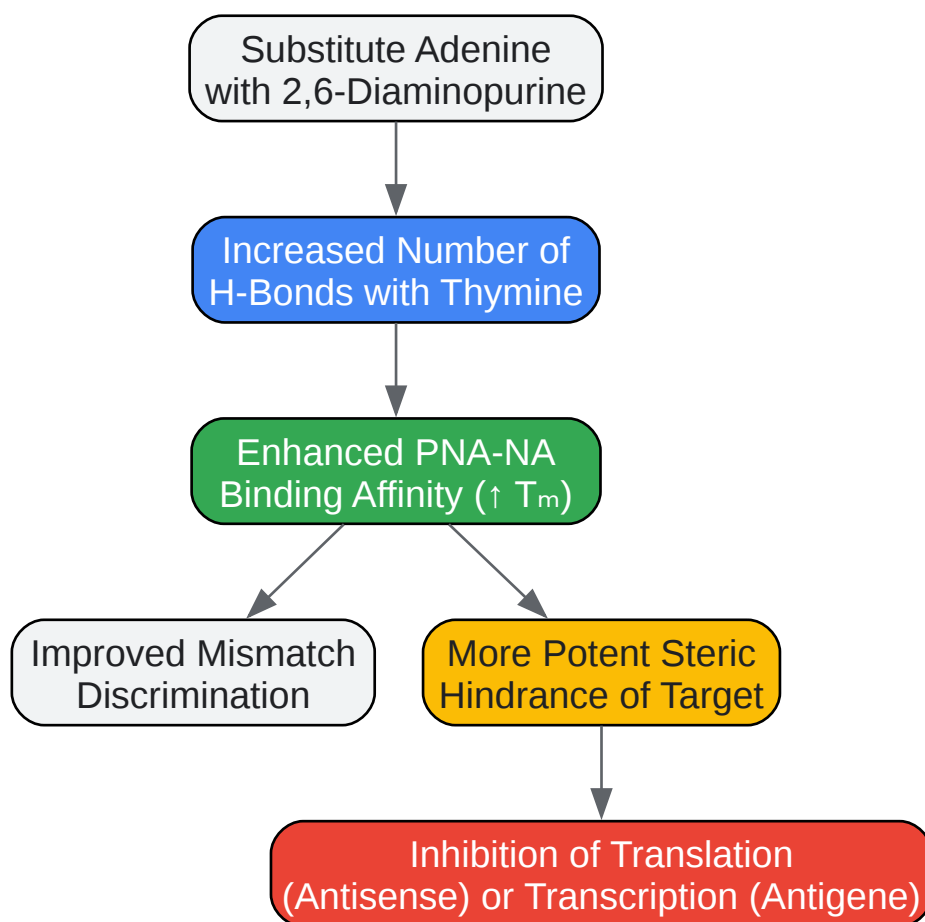 Substitute Adenine
with 2,6-Diaminopurine
Increased Number of
H-Bonds with Thymine
Enhanced PNA-NA
Binding Affinity (↑ Tₘ)
Improved Mismatch
Discrimination
More Potent Steric
Hindrance of Target
Inhibition of Translation
(Antisense) or Transcription (Antigene)